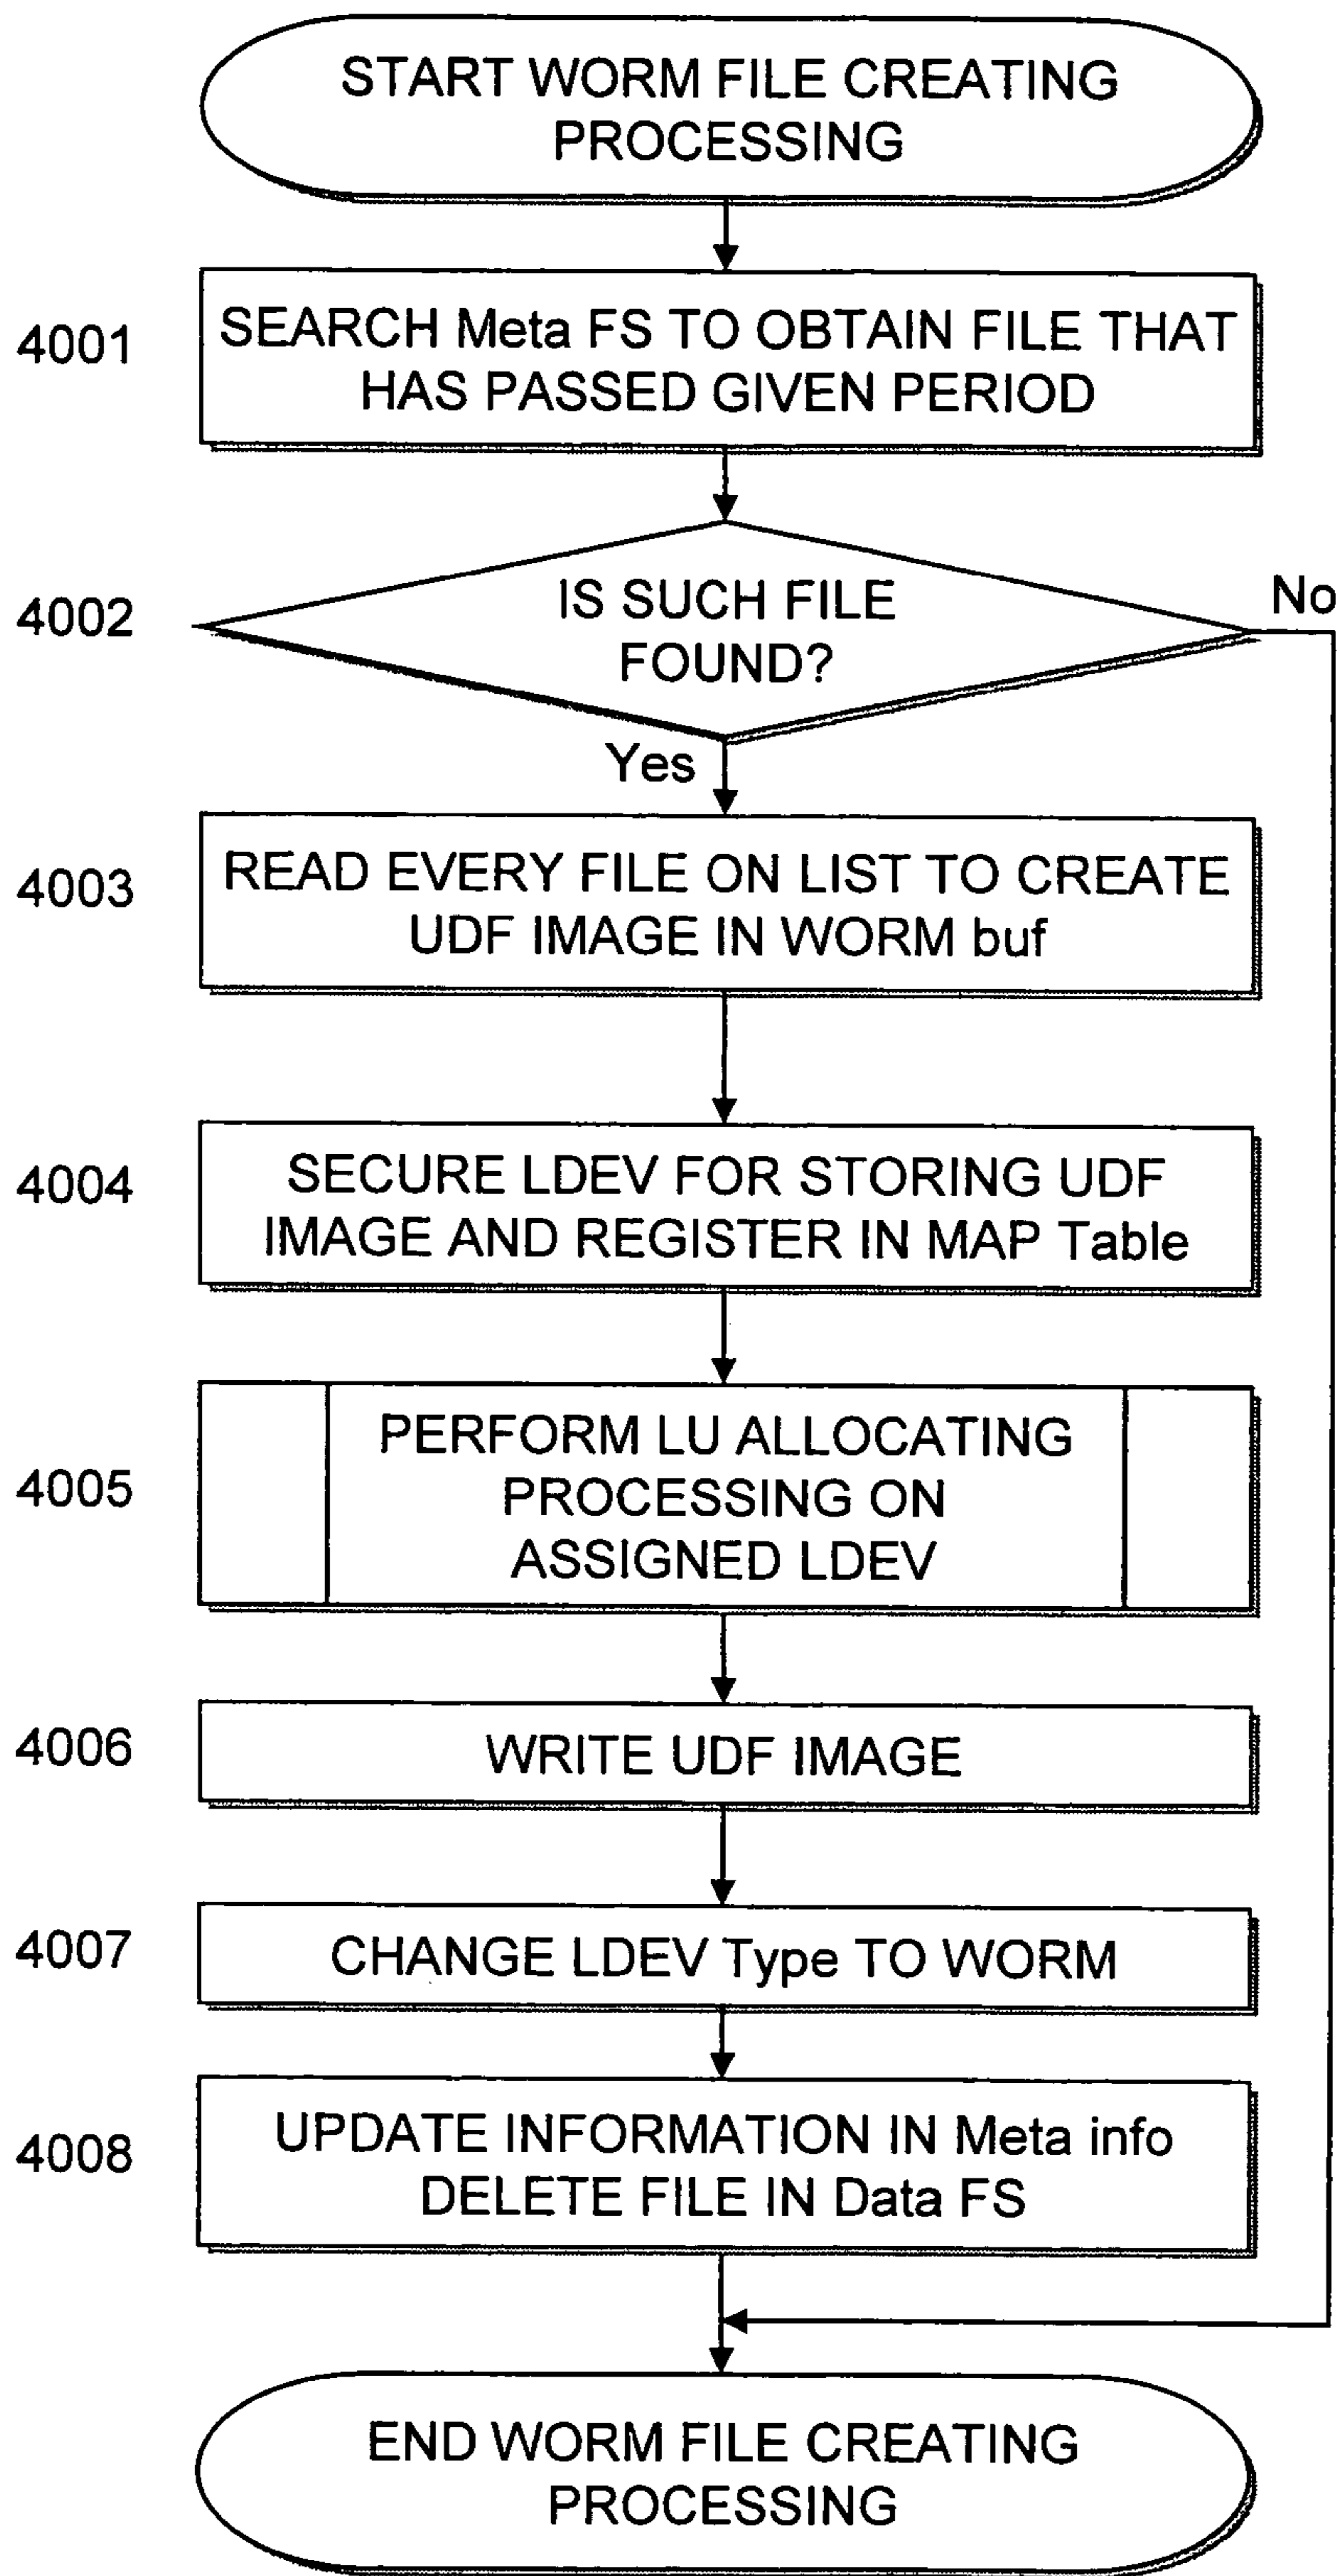 START WORM FILE CREATING
PROCESSING
4001
SEARCH Meta FS TO OBTAIN FILE THAT
HAS PASSED GIVEN PERIOD
4002
IS SUCH FILE
FOUND?
No
Yes
4003
READ EVERY FILE ON LIST TO CREATE
UDF IMAGE IN WORM buf
4004
SECURE LDEV FOR STORING UDF
IMAGE AND REGISTER IN MAP Table
4005
PERFORM LU ALLOCATING
PROCESSING ON
ASSIGNED LDEV
4006
WRITE UDF IMAGE
4007
CHANGE LDEV Type TO WORM
4008
UPDATE INFORMATION IN Meta info
DELETE FILE IN Data FS
END WORM FILE CREATING
PROCESSING